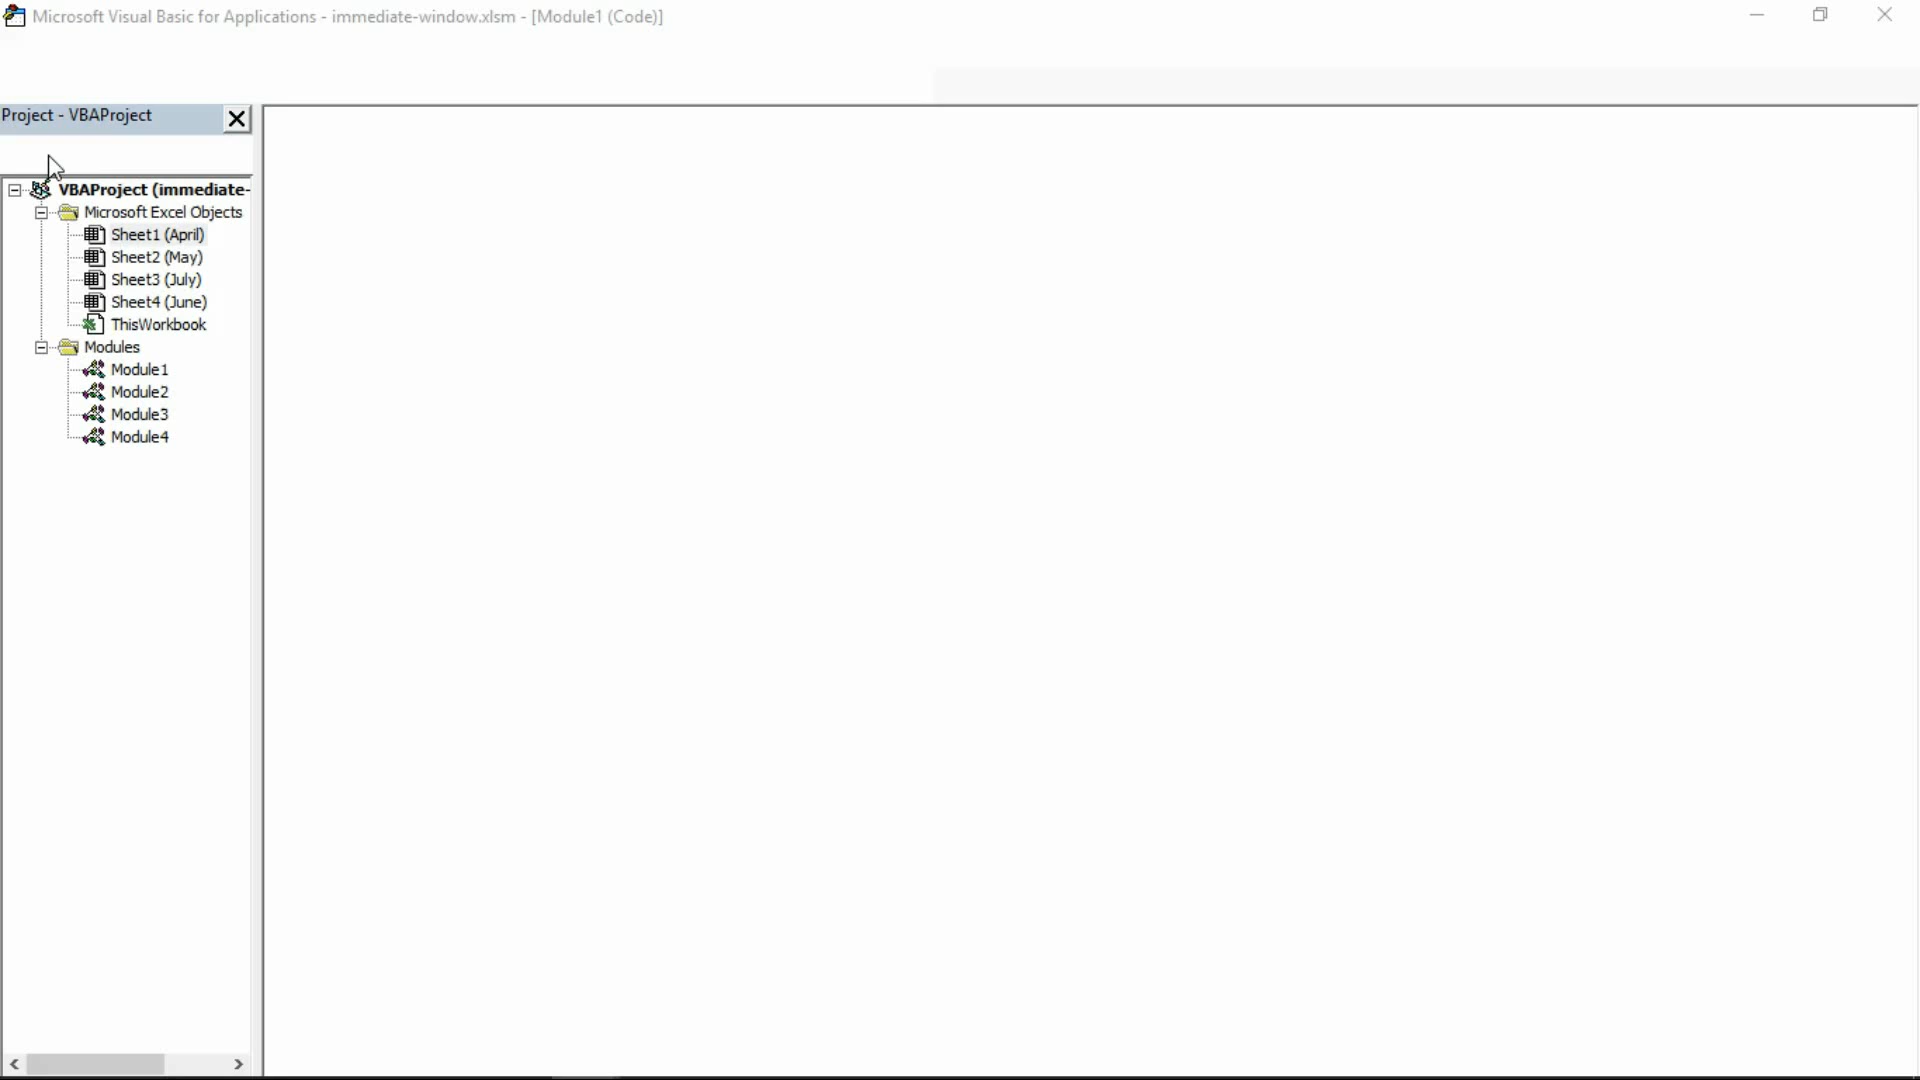 Microsoft Visual Basic for Applications - immediate-window.xlsm - [Module1 (Code)]
Project - VBAProject
VBAProject (immediate-
Microsoft Excel Objects
Sheet1 (April)
Sheet2 (May)
Sheet3 (July)
Sheet4 (June)
ThisWorkbook
Modules
Module1
Module2
Module3
Module4